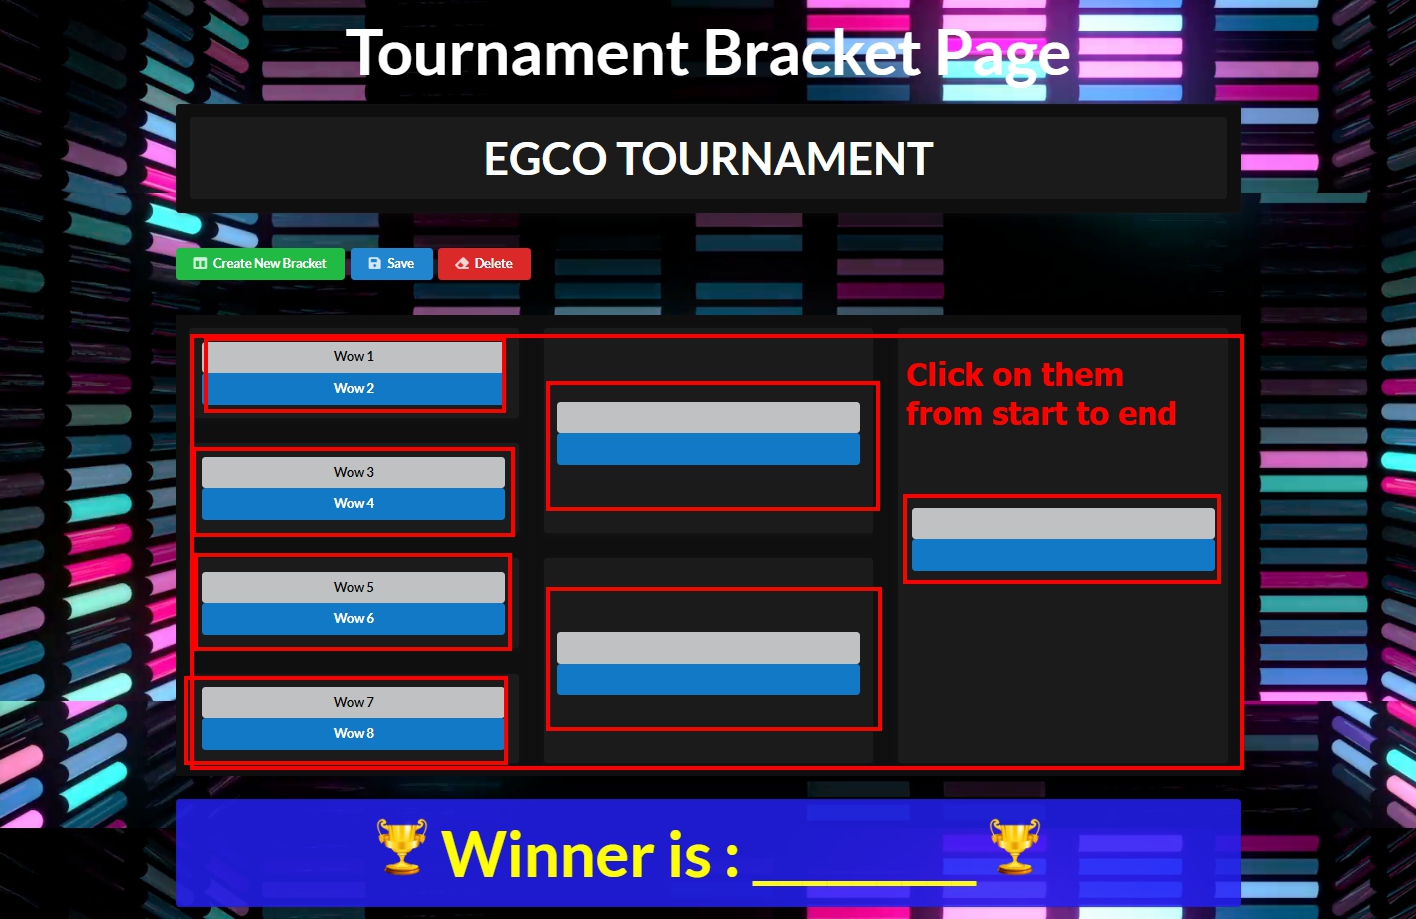 Tournament Bracket Page
EGCO TOURNAMENT
Create New Bracket
Save
Delete
Wow 1
Wow 2
Wow 3
Wow 4
Wow 5
Wow 6
Wow 7
Wow 8
Click on them
from start to end
Winner is : __________